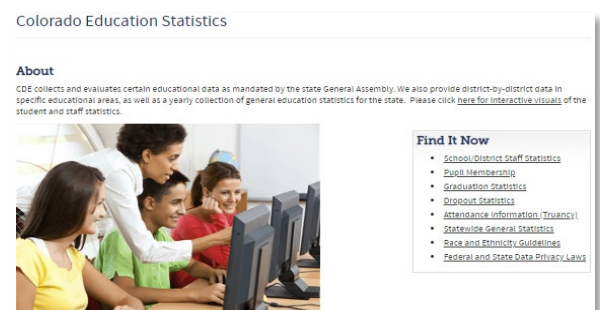 Colorado Education Statistics
About
CDE collects and evaluates certain educational data as mandated by the state General Assembly. We also provide district-by-district data in
specific educational areas, as well as a yearly collection of general education statistics for the state. Please click here for interactive visuals of the
student and staff statistics.
Find It Now
School/District Staff Statistics
Pupil Membership
Graduation Statistics
Dropout Statistics
Attendance Information (Truancy)
Statewide General Statistics
Race and Ethnicity Guidelines
Federal and State Data Privacy Laws